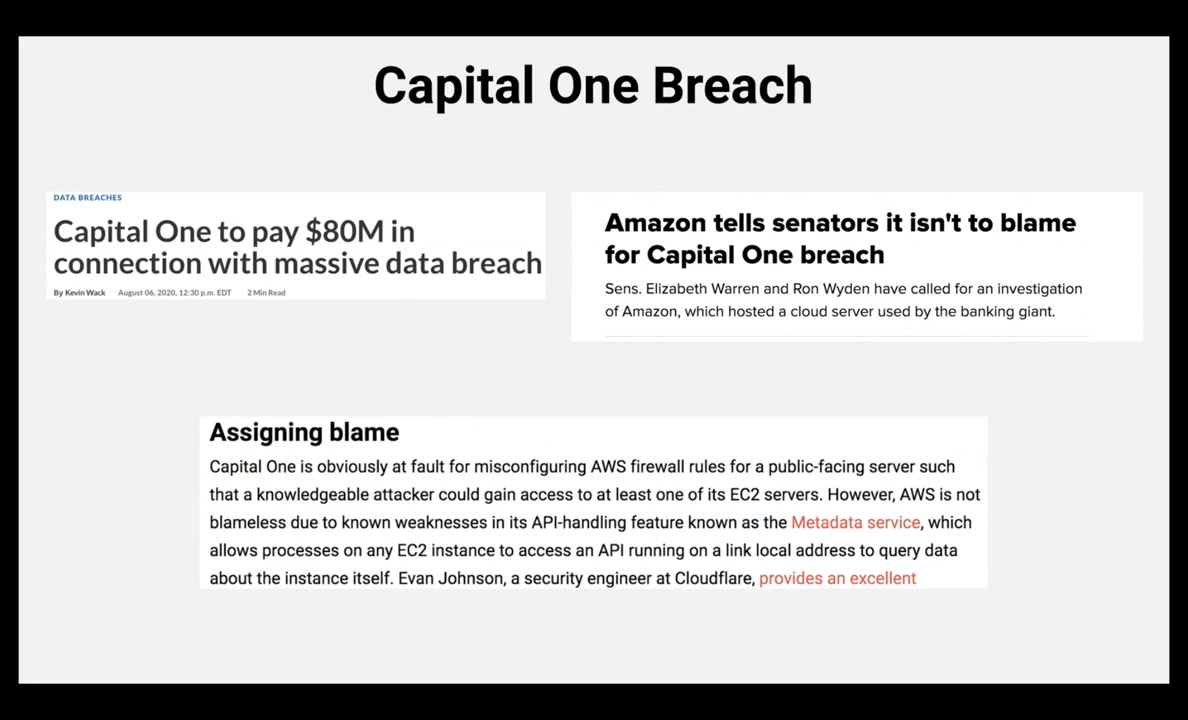 Capital One Breach
DATA BREACHES
Capital One to pay $80M in
connection with massive data breach
By Kevin Wack August 06, 2020, 12:30 p.m. EDT 2 Min Read
Amazon tells senators it isn't to blame
for Capital One breach
Sens. Elizabeth Warren and Ron Wyden have called for an investigation
of Amazon, which hosted a cloud server used by the banking giant.
Assigning blame
Capital One is obviously at fault for misconfiguring AWS firewall rules for a public-facing server such
that a knowledgeable attacker could gain access to at least one of its EC2 servers. However, AWS is not
blameless due to known weaknesses in its API-handling feature known as the Metadata service, which
allows processes on any EC2 instance to access an API running on a link local address to query data
about the instance itself. Evan Johnson, a security engineer at Cloudflare, provides an excellent